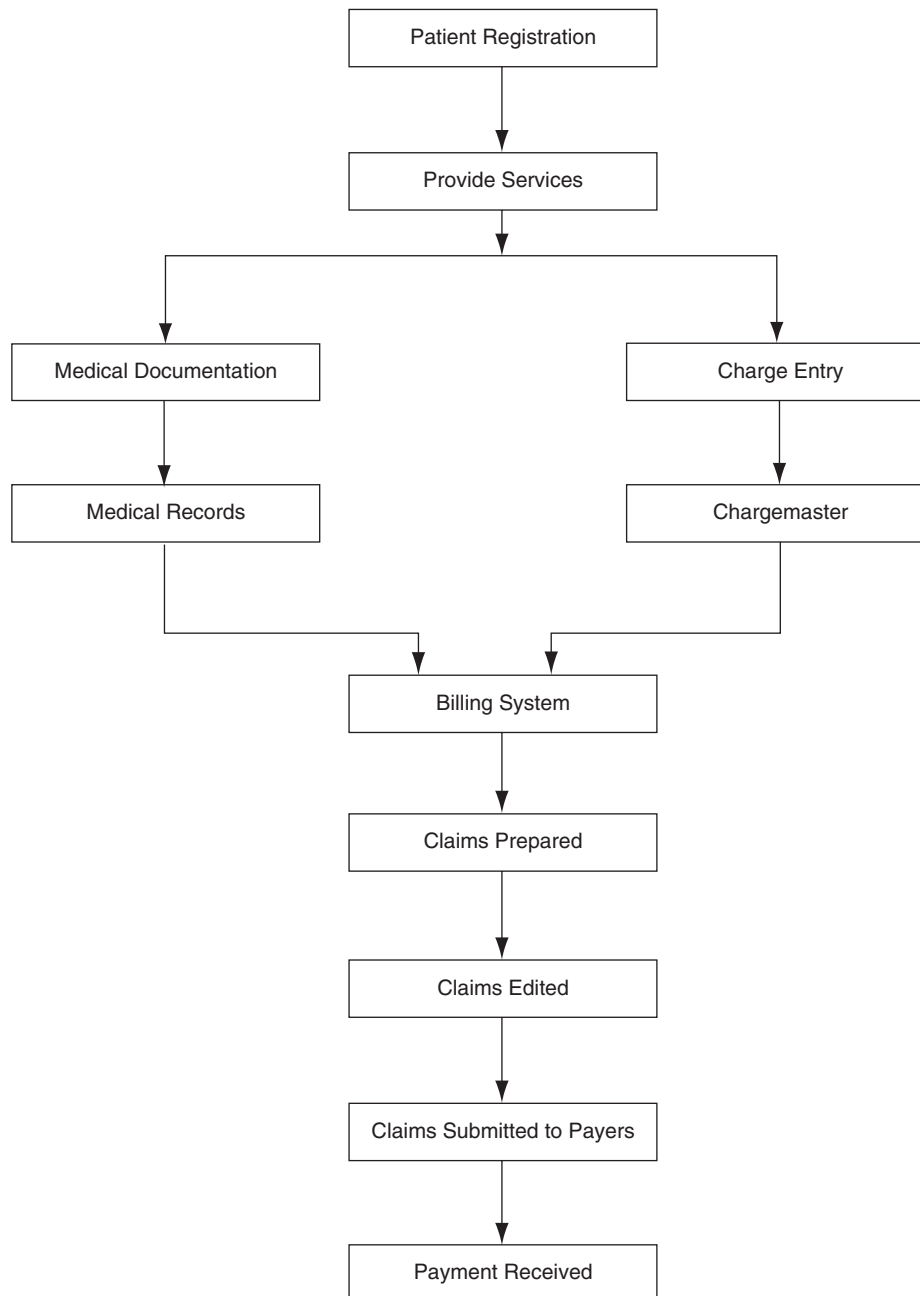 Patient Registration
Provide Services
Medical Documentation
Charge Entry
Medical Records
Chargemaster
Billing System
Claims Prepared
Claims Edited
Claims Submitted to Payers
Payment Received